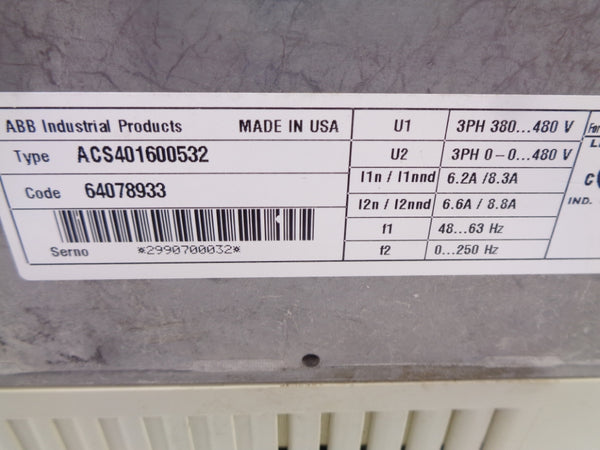 ABB Industrial Products MADE IN USA
Type ACS401600532
Code 64078933
Serno *2990700032*
U1 3PH 380...480 V
U2 3PH 0-0...480 V
I1n / I1nnd 6.2A /8.3A
I2n / I2nnd 6.6A / 8.8A
f1 48...63 Hz
f2 0...250 Hz
For
IND.